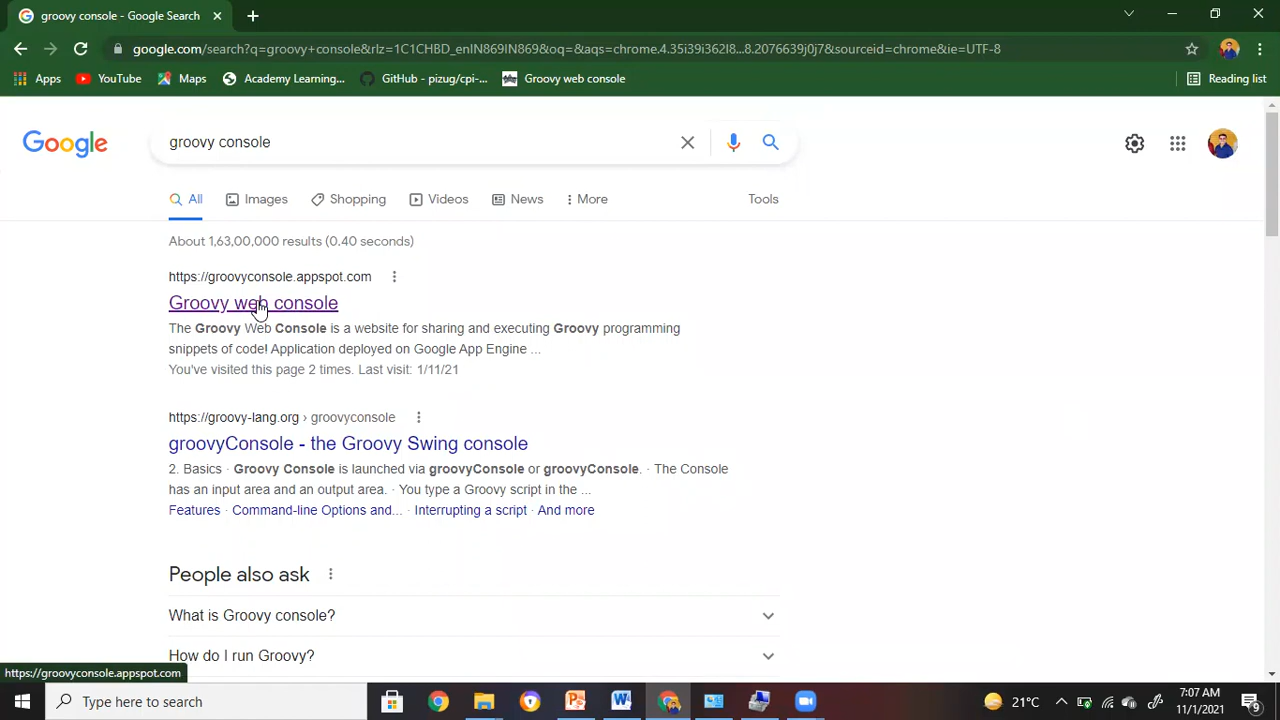 groovy console - Google Search
google.com/search?q=groovy+console&rlz=1C1CHBD_enIN869IN869&oq=&aqs=chrome.4.35i39i362l8...8.2076639j0j7&sourceid=chrome&ie=UTF-8
Apps YouTube Maps Academy Learning... GitHub - pizug/cpi-... Groovy web console Reading list
Google groovy console
All Images Shopping Videos News More Tools
About 1,63,00,000 results (0.40 seconds)
https://groovyconsole.appspot.com
Groovy web console
The Groovy Web Console is a website for sharing and executing Groovy programming
snippets of code! Application deployed on Google App Engine ...
You've visited this page 2 times. Last visit: 1/11/21
https://groovy-lang.org › groovyconsole
groovyConsole - the Groovy Swing console
2. Basics · Groovy Console is launched via groovyConsole or groovyConsole. · The Console
has an input area and an output area. · You type a Groovy script in the ...
Features · Command-line Options and... · Interrupting a script · And more
People also ask
What is Groovy console?
How do I run Groovy?
https://groovyconsole.appspot.com
Type here to search 21°C 7:07 AM
11/1/2021 9